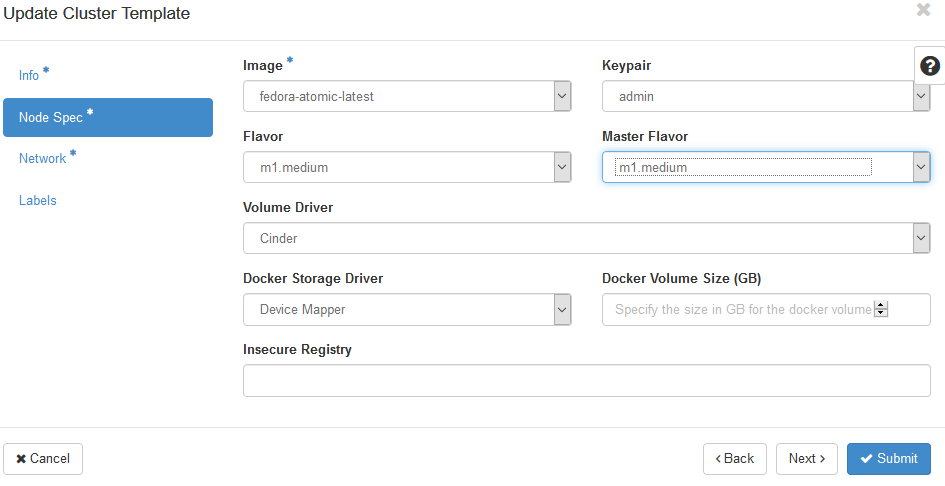 Update Cluster Template
Info *
Node Spec *
Network *
Labels
Image * Keypair
fedora-atomic-latest admin
Flavor Master Flavor
m1.medium m1.medium
Volume Driver
Cinder
Docker Storage Driver Docker Volume Size (GB)
Device Mapper Specify the size in GB for the docker volume
Insecure Registry
Cancel < Back Next > Submit